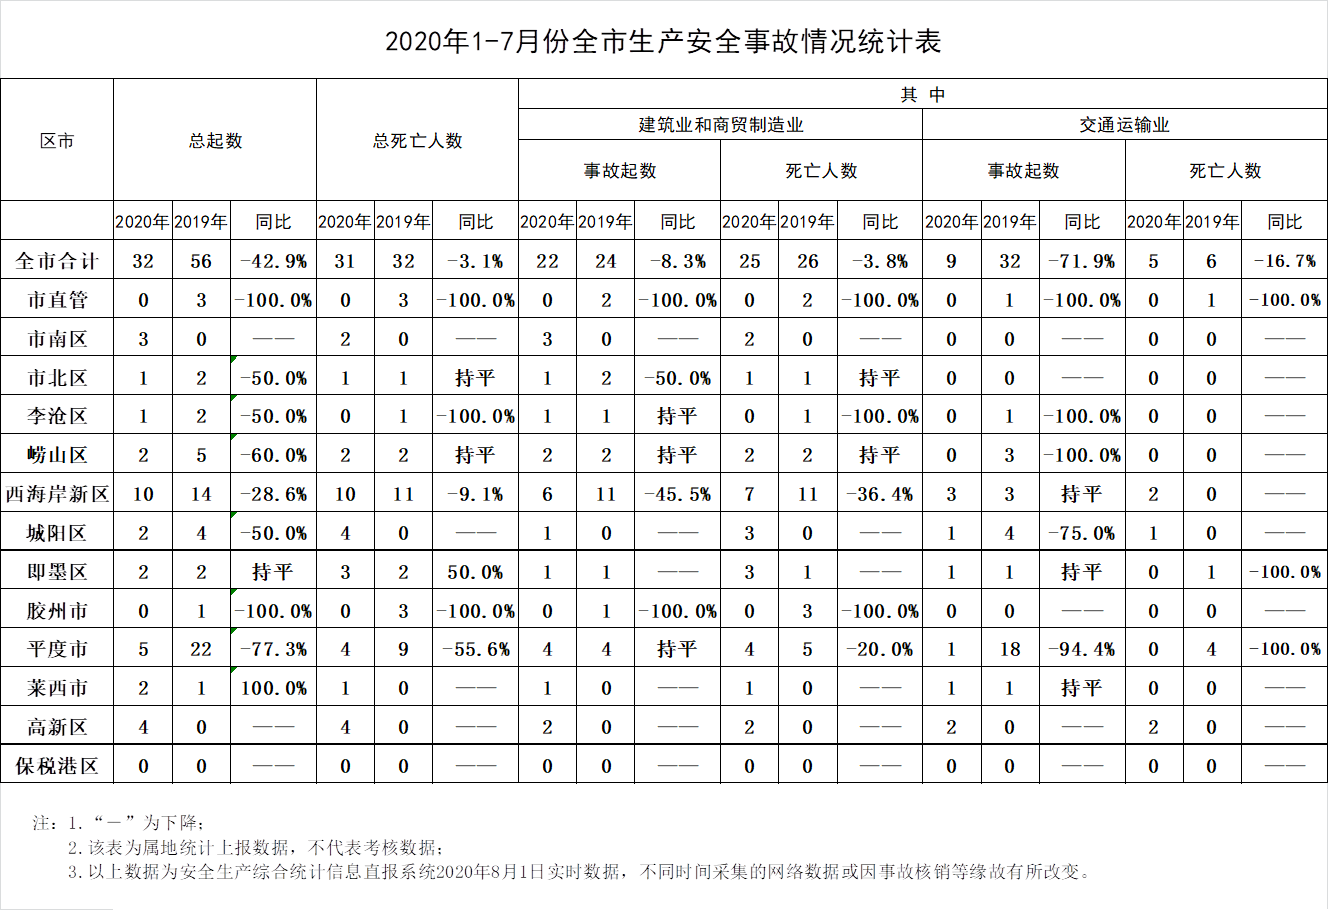 2020年1-7月份全市生产安全事故情况统计表
区市 总起数 总死亡人数 其 中
建筑业和商贸制造业 交通运输业
事故起数 死亡人数 事故起数 死亡人数
2020年 2019年 同比 2020年 2019年 同比 2020年 2019年 同比 2020年 2019年 同比 2020年 2019年 同比 2020年 2019年 同比
全市合计 32 56 -42.9% 31 32 -3.1% 22 24 -8.3% 25 26 -3.8% 9 32 -71.9% 5 6 -16.7%
市直管 0 3 -100.0% 0 3 -100.0% 0 2 -100.0% 0 2 -100.0% 0 1 -100.0% 0 1 -100.0%
市南区 3 0 —— 2 0 —— 3 0 —— 2 0 —— 0 0 —— 0 0 ——
市北区 1 2 -50.0% 1 1 持平 1 2 -50.0% 1 1 持平 0 0 —— 0 0 ——
李沧区 1 2 -50.0% 0 1 -100.0% 1 1 持平 0 1 -100.0% 0 1 -100.0% 0 0 ——
崂山区 2 5 -60.0% 2 2 持平 2 2 持平 2 2 持平 0 3 -100.0% 0 0 ——
西海岸新区 10 14 -28.6% 10 11 -9.1% 6 11 -45.5% 7 11 -36.4% 3 3 持平 2 0 ——
城阳区 2 4 -50.0% 4 0 —— 1 0 —— 3 0 —— 1 4 -75.0% 1 0 ——
即墨区 2 2 持平 3 2 50.0% 1 1 —— 3 1 —— 1 1 持平 0 1 -100.0%
胶州市 0 1 -100.0% 0 3 -100.0% 0 1 -100.0% 0 3 -100.0% 0 0 —— 0 0 ——
平度市 5 22 -77.3% 4 9 -55.6% 4 4 持平 4 5 -20.0% 1 18 -94.4% 0 4 -100.0%
莱西市 2 1 100.0% 1 0 —— 1 0 —— 1 0 —— 1 1 持平 0 0 ——
高新区 4 0 —— 4 0 —— 2 0 —— 2 0 —— 2 0 —— 2 0 ——
保税港区 0 0 —— 0 0 —— 0 0 —— 0 0 —— 0 0 —— 0 0 ——
注：1.“－”为下降；
2.该表为属地统计上报数据，不代表考核数据；
3.以上数据为安全生产综合统计信息直报系统2020年8月1日实时数据，不同时间采集的网络数据或因事故核销等缘故有所改变。